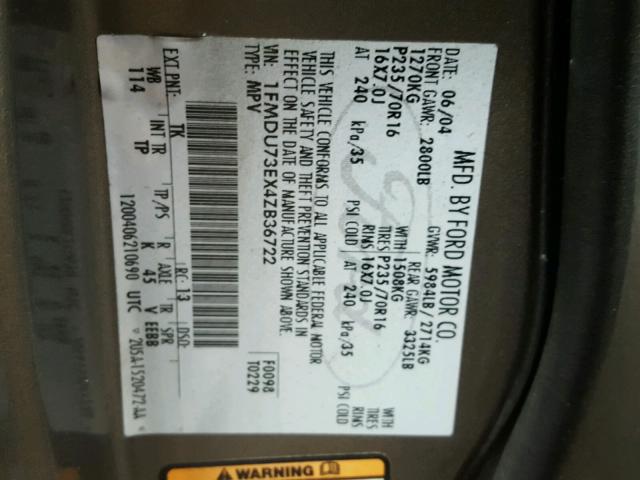 MFD. BY FORD MOTOR CO.
06/04 GVWR: 5984LB/2714KG
FRONT GAWR: 2800LB REAR GAWR: 3325LB
1270KG WITH 1508KG WITH
P235/70R16 TIRES P235/70R16 TIRES
16X7.0J RIMS 16X7.0J RIMS
AT 240 kPa/35 PSI COLD AT 240 kPa/35 PSI COLD
THIS VEHICLE CONFORMS TO ALL APPLICABLE FEDERAL MOTOR
VEHICLE SAFETY AND THEFT PREVENTION STANDARDS IN
EFFECT ON THE DATE OF MANUFACTURE SHOWN ABOVE.
VIN: 1FMDU73EX4ZB36722 F0098
TYPE: MPV T0229
EXT PNT: TK RC: 13 DSO:
WB INT TR TP/PS R AXLE TR SPR
114 TP K 45 V EEBB
1200406210690 UTC 2U5A-1520472-AA
WARNING
Ford